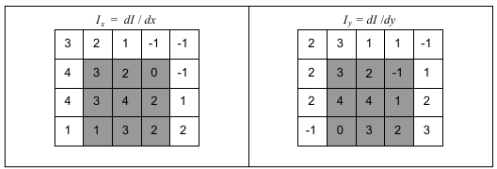 I_x = dI / dx
3 2 1 -1 -1
4 3 2 0 -1
4 3 4 2 1
1 1 3 2 2
I_y = dI / dy
2 3 1 1 -1
2 3 2 -1 1
2 4 4 1 2
-1 0 3 2 3